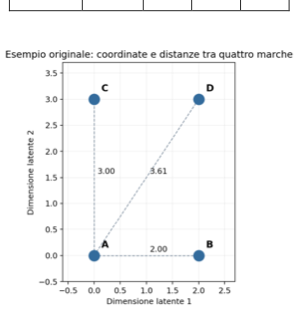 Esempio originale: coordinate e distanze tra quattro marche
3.5
C
D
3.0
2.5
2.0
3.00
3.61
1.5
1.0
0.5
A
2.00
B
0.0
−0.5
−0.5 0.0 0.5 1.0 1.5 2.0 2.5
Dimensione latente 2
Dimensione latente 1